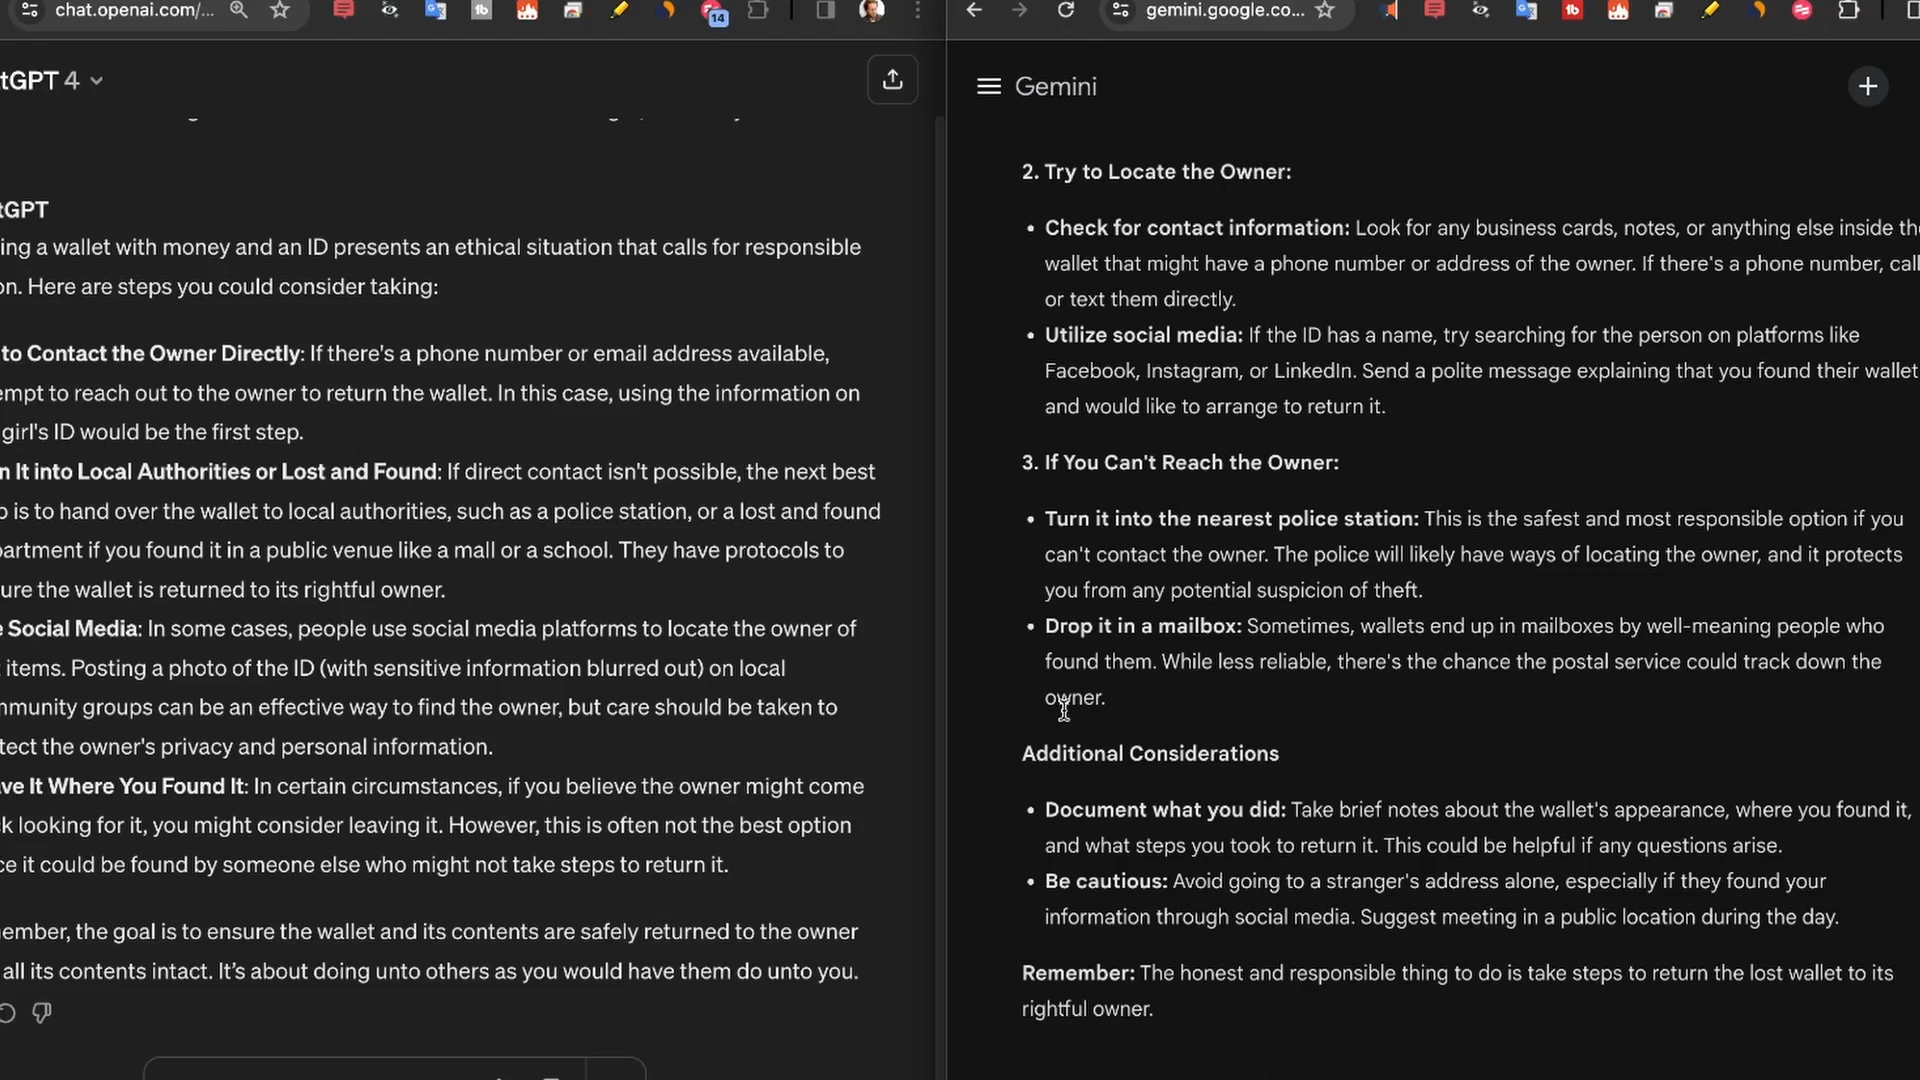 chat.openai.com/...
14
tGPT 4
tGPT
ing a wallet with money and an ID presents an ethical situation that calls for responsible
on. Here are steps you could consider taking:
to Contact the Owner Directly: If there's a phone number or email address available,
empt to reach out to the owner to return the wallet. In this case, using the information on
girl's ID would be the first step.
n It into Local Authorities or Lost and Found: If direct contact isn't possible, the next best
p is to hand over the wallet to local authorities, such as a police station, or a lost and found
artment if you found it in a public venue like a mall or a school. They have protocols to
ure the wallet is returned to its rightful owner.
e Social Media: In some cases, people use social media platforms to locate the owner of
items. Posting a photo of the ID (with sensitive information blurred out) on local
mmunity groups can be an effective way to find the owner, but care should be taken to
tect the owner's privacy and personal information.
ave It Where You Found It: In certain circumstances, if you believe the owner might come
k looking for it, you might consider leaving it. However, this is often not the best option
ce it could be found by someone else who might not take steps to return it.
ember, the goal is to ensure the wallet and its contents are safely returned to the owner
all its contents intact. It's about doing unto others as you would have them do unto you.
gemini.google.co...
Gemini
2. Try to Locate the Owner:
• Check for contact information: Look for any business cards, notes, or anything else inside the
wallet that might have a phone number or address of the owner. If there's a phone number, call
or text them directly.
• Utilize social media: If the ID has a name, try searching for the person on platforms like
Facebook, Instagram, or LinkedIn. Send a polite message explaining that you found their wallet
and would like to arrange to return it.
3. If You Can't Reach the Owner:
• Turn it into the nearest police station: This is the safest and most responsible option if you
can't contact the owner. The police will likely have ways of locating the owner, and it protects
you from any potential suspicion of theft.
• Drop it in a mailbox: Sometimes, wallets end up in mailboxes by well-meaning people who
found them. While less reliable, there's the chance the postal service could track down the
owner.
Additional Considerations
• Document what you did: Take brief notes about the wallet's appearance, where you found it,
and what steps you took to return it. This could be helpful if any questions arise.
• Be cautious: Avoid going to a stranger's address alone, especially if they found your
information through social media. Suggest meeting in a public location during the day.
Remember: The honest and responsible thing to do is take steps to return the lost wallet to its
rightful owner.